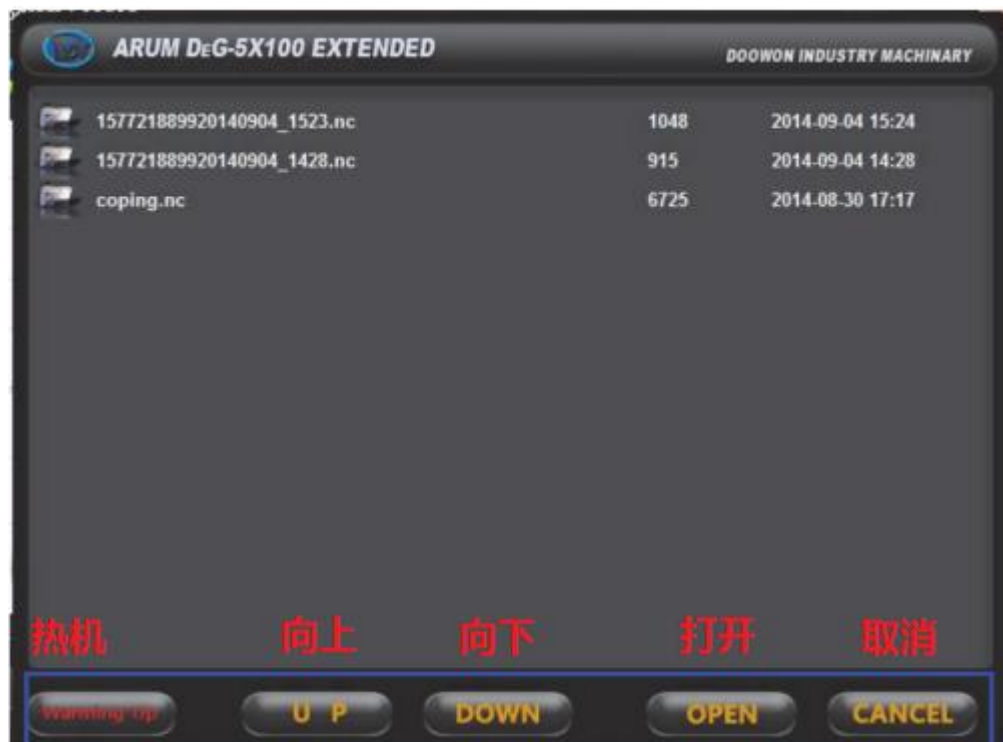 ARUM DEG-5X100 EXTENDED DOOWON INDUSTRY MACHINARY
157721889920140904_1523.nc 1048 2014-09-04 15:24
157721889920140904_1428.nc 915 2014-09-04 14:28
coping.nc 6725 2014-08-30 17:17
热机 向上 向下 打开 取消
Warming Up U P DOWN OPEN CANCEL